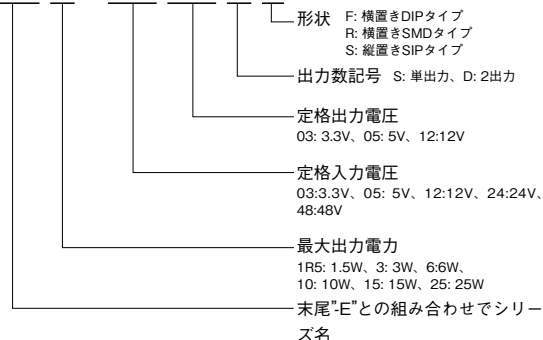 形状 F: 横置きDIPタイプ
R: 横置きSMDタイプ
S: 縦置きSIPタイプ
出力数記号 S: 単出力、D: 2出力
定格出力電圧
03: 3.3V、05: 5V、12:12V
定格入力電圧
03:3.3V、05: 5V、12:12V、24:24V、
48:48V
最大出力電力
1R5: 1.5W、3: 3W、6:6W、
10: 10W、15: 15W、25: 25W
末尾"-E"との組み合わせでシリー
ズ名